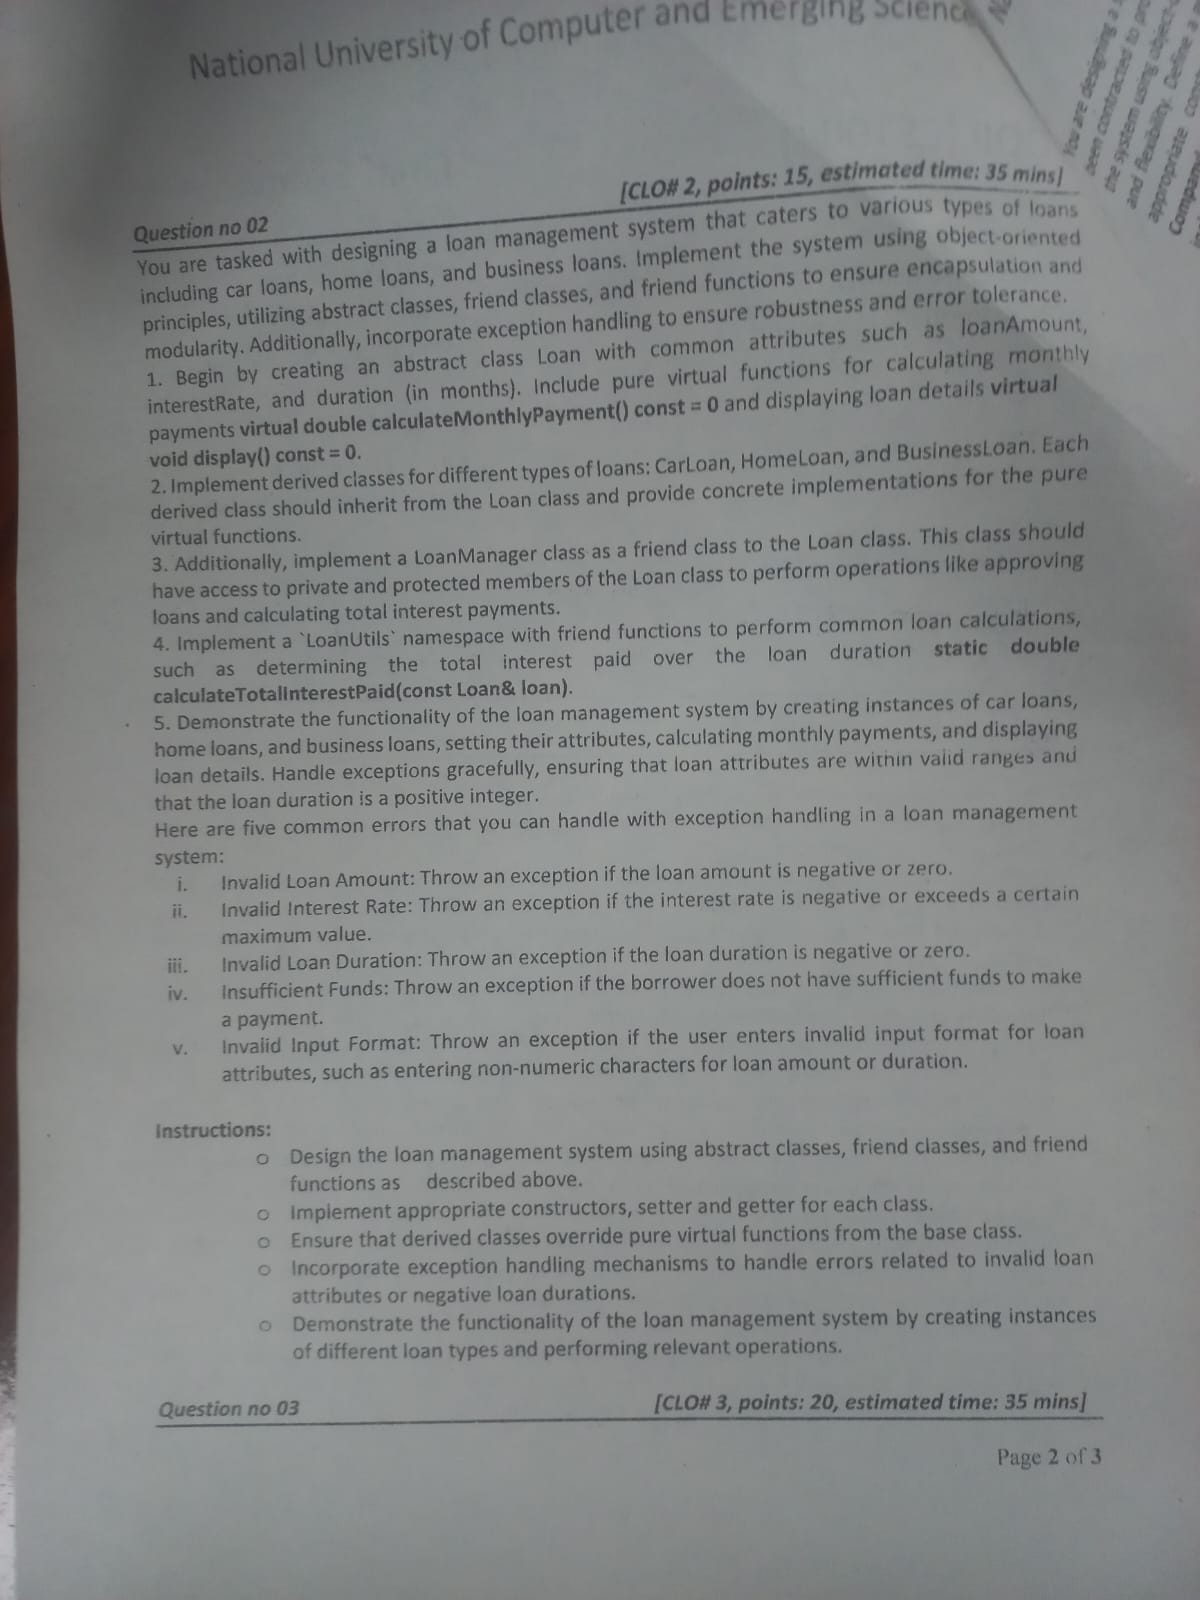 National University of Computer and Emerging Scienc
You are designing a
been contracted to pro
the system using object-
and flexibility. Define a
appropriate
Question no 02 [CLO# 2, points: 15, estimated time: 35 mins]
You are tasked with designing a loan management system that caters to various types of loans
including car loans, home loans, and business loans. Implement the system using object-oriented
principles, utilizing abstract classes, friend classes, and friend functions to ensure encapsulation and
modularity. Additionally, incorporate exception handling to ensure robustness and error tolerance.
1. Begin by creating an abstract class Loan with common attributes such as loanAmount,
interestRate, and duration (in months). Include pure virtual functions for calculating monthly
payments virtual double calculateMonthlyPayment() const = 0 and displaying loan details virtual
void display() const = 0.
2. Implement derived classes for different types of loans: CarLoan, HomeLoan, and BusinessLoan. Each
derived class should inherit from the Loan class and provide concrete implementations for the pure
virtual functions.
3. Additionally, implement a LoanManager class as a friend class to the Loan class. This class should
have access to private and protected members of the Loan class to perform operations like approving
loans and calculating total interest payments.
4. Implement a `LoanUtils` namespace with friend functions to perform common loan calculations,
such as determining the total interest paid over the loan duration static double
calculateTotalInterestPaid(const Loan& loan).
5. Demonstrate the functionality of the loan management system by creating instances of car loans,
home loans, and business loans, setting their attributes, calculating monthly payments, and displaying
loan details. Handle exceptions gracefully, ensuring that loan attributes are within valid ranges and
that the loan duration is a positive integer.
Here are five common errors that you can handle with exception handling in a loan management
system:
i. Invalid Loan Amount: Throw an exception if the loan amount is negative or zero.
ii. Invalid Interest Rate: Throw an exception if the interest rate is negative or exceeds a certain
maximum value.
iii. Invalid Loan Duration: Throw an exception if the loan duration is negative or zero.
iv. Insufficient Funds: Throw an exception if the borrower does not have sufficient funds to make
a payment.
v. Invalid Input Format: Throw an exception if the user enters invalid input format for loan
attributes, such as entering non-numeric characters for loan amount or duration.
Instructions:
o Design the loan management system using abstract classes, friend classes, and friend
functions as described above.
o Implement appropriate constructors, setter and getter for each class.
o Ensure that derived classes override pure virtual functions from the base class.
o Incorporate exception handling mechanisms to handle errors related to invalid loan
attributes or negative loan durations.
o Demonstrate the functionality of the loan management system by creating instances
of different loan types and performing relevant operations.
Question no 03 [CLO# 3, points: 20, estimated time: 35 mins]
Page 2 of 3